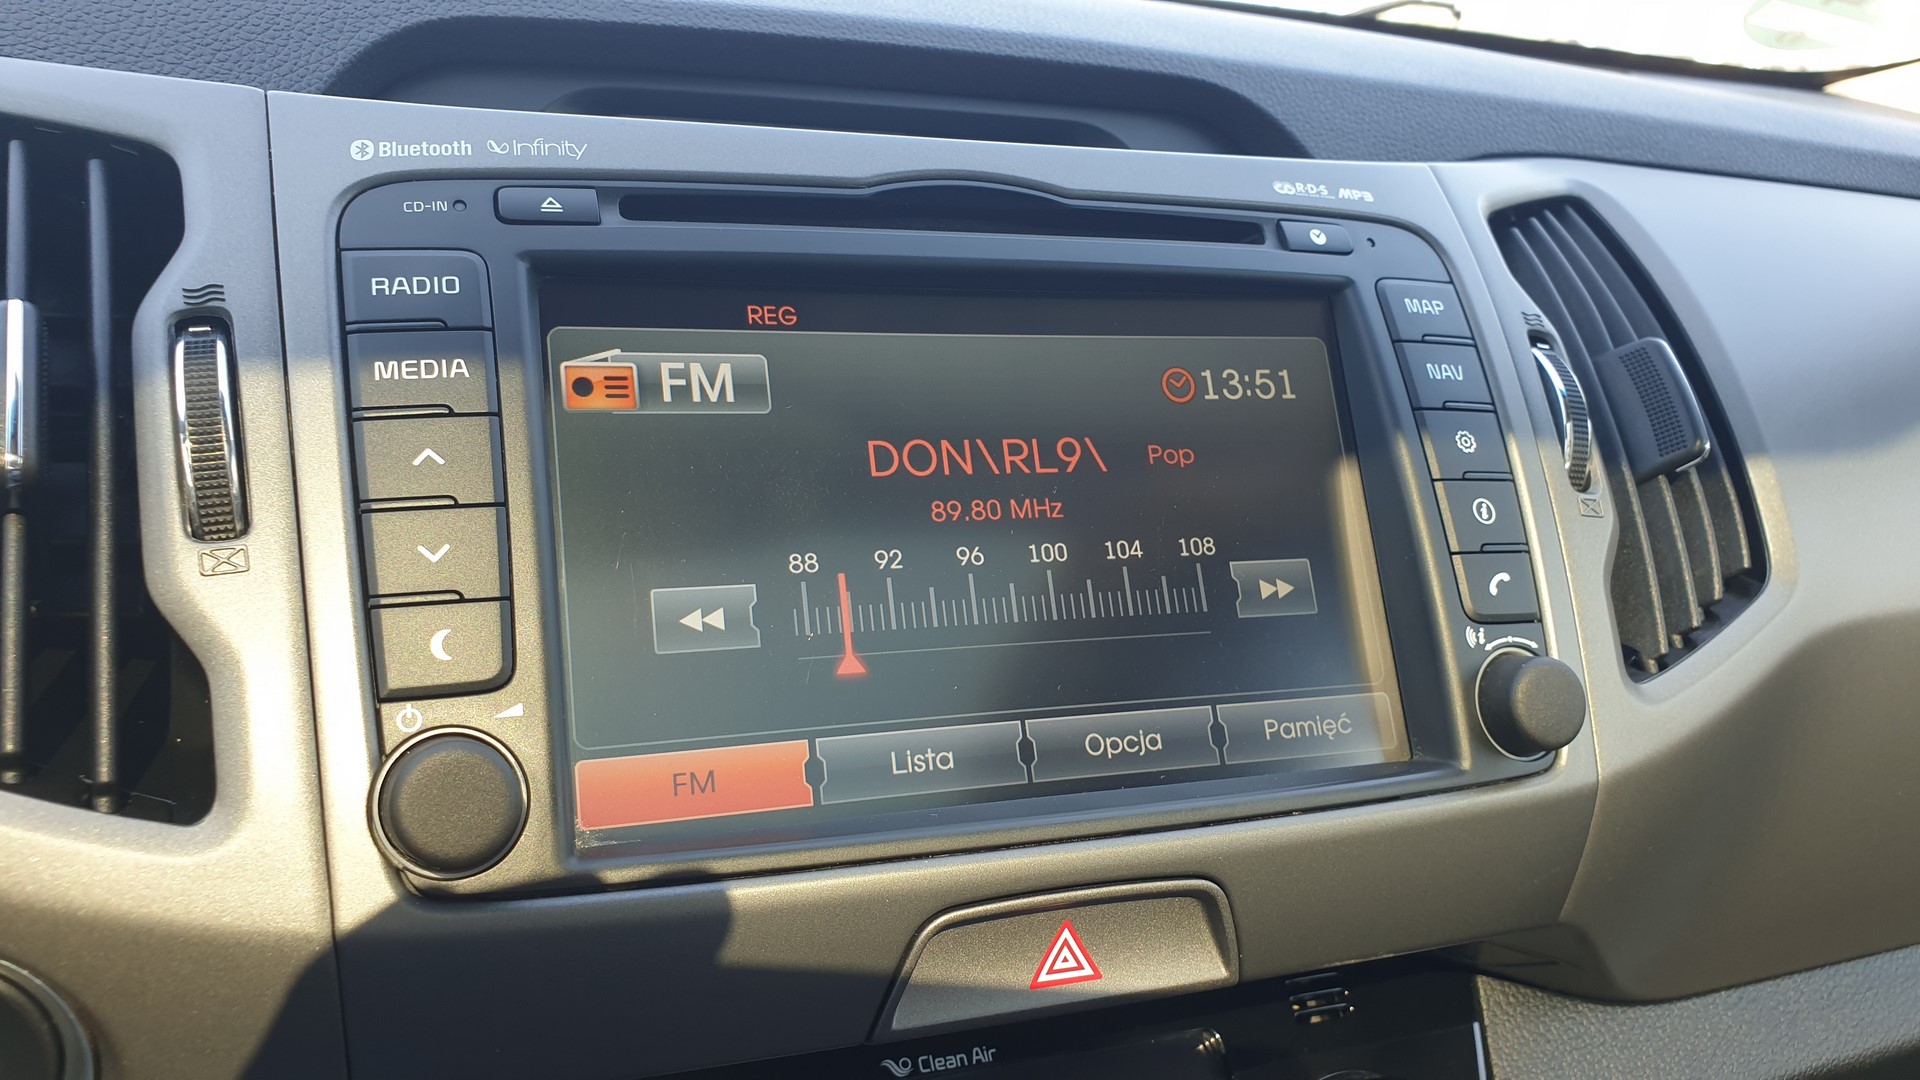 Bluetooth Infinity
R·D·S MP3
CD-IN
RADIO
MEDIA
MAP
NAV
REG
FM
13:51
DON\RL9\ Pop
89.80 MHz
88 92 96 100 104 108
FM Lista Opcja Pamięć
Clean Air